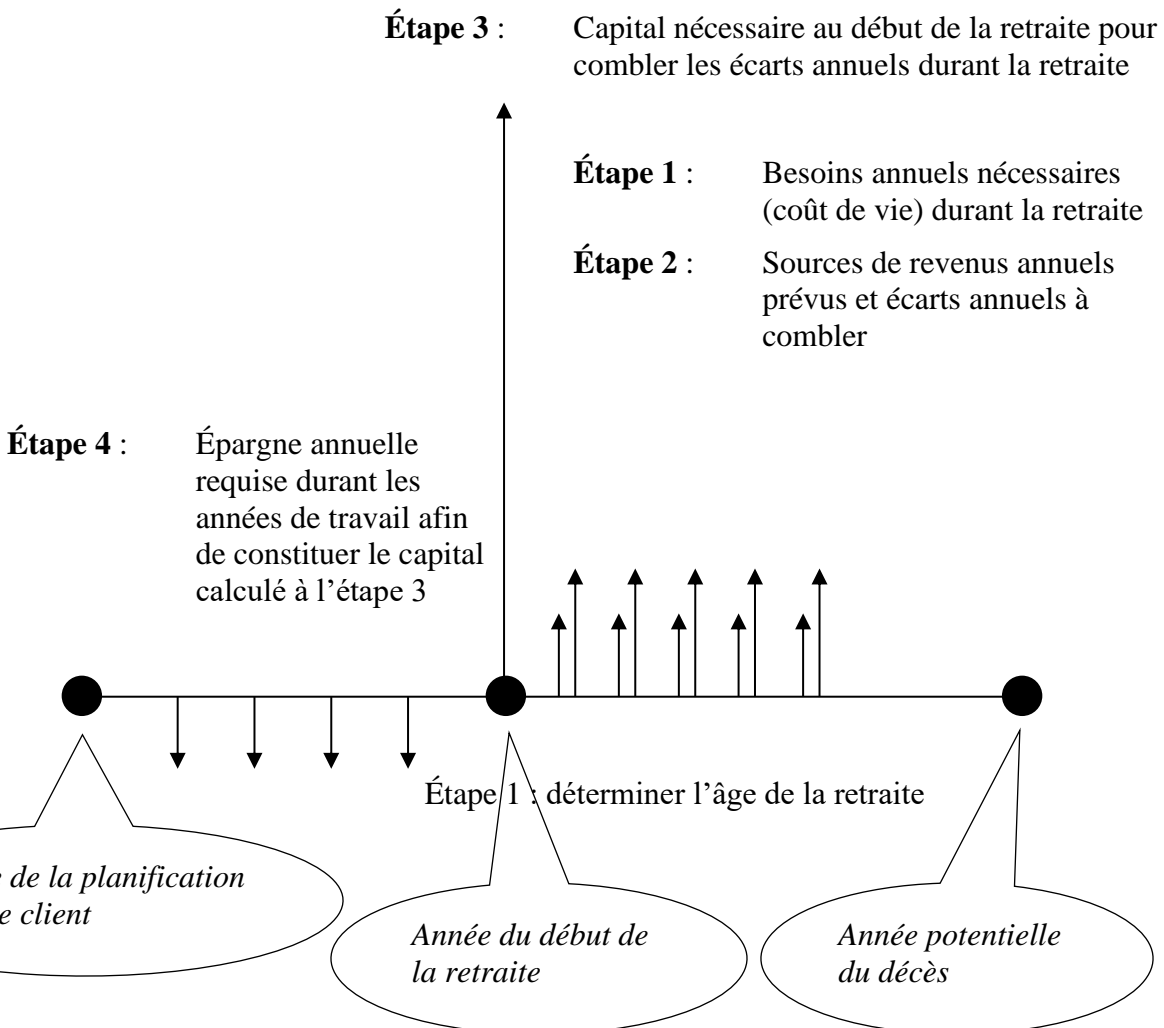 Étape 3 : Capital nécessaire au début de la retraite pour
combler les écarts annuels durant la retraite
Étape 1 : Besoins annuels nécessaires
(coût de vie) durant la retraite
Étape 2 : Sources de revenus annuels
prévus et écarts annuels à
combler
Étape 4 : Épargne annuelle
requise durant les
années de travail afin
de constituer le capital
calculé à l’étape 3
Étape 1 : déterminer l’âge de la retraite
de la planification
client
Année du début de
la retraite
Année potentielle
du décès